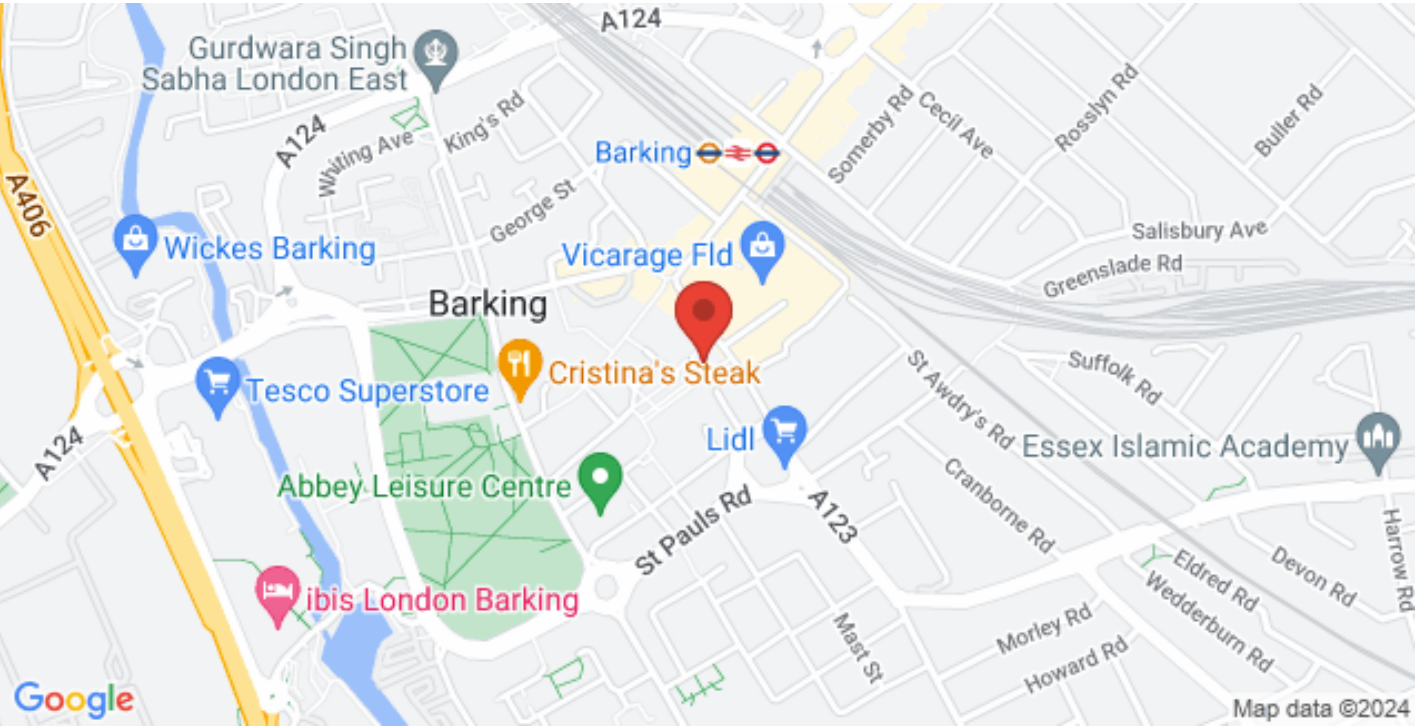 A124
Gurdwara Singh
Sabha London East
A124
Whiting Ave
King's Rd
Somerby Rd
Cecil Ave
Rosslyn Rd
Buller Rd
Barking
A406
George St
Wickes Barking
Vicarage Fld
Salisbury Ave
Greenslade Rd
Barking
Cristina's Steak
Tesco Superstore
Suffolk Rd
St Awdry's Rd
Lidl
Essex Islamic Academy
A124
Abbey Leisure Centre
St Pauls Rd
A123
Cranborne Rd
Harrow Rd
Devon Rd
Eldred Rd
Wedderburn Rd
ibis London Barking
Mast St
Morley Rd
Howard Rd
Google
Map data ©2024